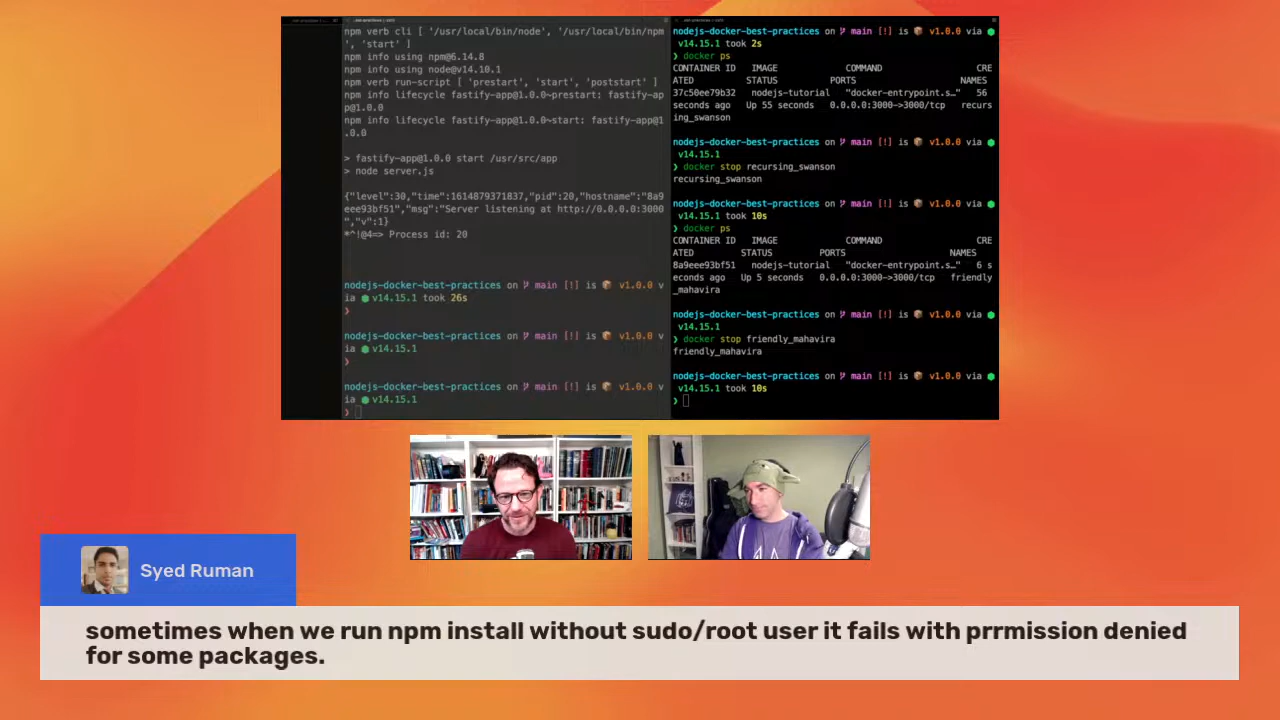 npm verb cli [ '/usr/local/bin/node', '/usr/local/bin/npm
', 'start' ]
npm info using npm@6.14.8
npm info using node@v14.10.1
npm verb run-script [ 'prestart', 'start', 'poststart' ]
npm info lifecycle fastify-app@1.0.0~prestart: fastify-ap
p@1.0.0
npm info lifecycle fastify-app@1.0.0~start: fastify-app@1
.0.0
> fastify-app@1.0.0 start /usr/src/app
> node server.js
{"level":30,"time":1614879371837,"pid":20,"hostname":"8a9
eee93bf51","msg":"Server listening at http://0.0.0.0:3000
","v":1}
*^!@4=> Process id: 20
nodejs-docker-best-practices on main [!] is v1.0.0 v
ia v14.15.1 took 26s
❯
nodejs-docker-best-practices on main [!] is v1.0.0 v
ia v14.15.1
❯
nodejs-docker-best-practices on main [!] is v1.0.0 v
ia v14.15.1
❯
nodejs-docker-best-practices on main [!] is v1.0.0 via
v14.15.1 took 2s
❯ docker ps
CONTAINER ID IMAGE COMMAND CRE
ATED STATUS PORTS NAMES
37c50ee79b32 nodejs-tutorial "docker-entrypoint.s…" 56
seconds ago Up 55 seconds 0.0.0.0:3000->3000/tcp recurs
ing_swanson
nodejs-docker-best-practices on main [!] is v1.0.0 via
v14.15.1
❯ docker stop recursing_swanson
recursing_swanson
nodejs-docker-best-practices on main [!] is v1.0.0 via
v14.15.1 took 10s
❯ docker ps
CONTAINER ID IMAGE COMMAND CRE
ATED STATUS PORTS NAMES
8a9eee93bf51 nodejs-tutorial "docker-entrypoint.s…" 6 s
econds ago Up 5 seconds 0.0.0.0:3000->3000/tcp friendly
_mahavira
nodejs-docker-best-practices on main [!] is v1.0.0 via
v14.15.1
❯ docker stop friendly_mahavira
friendly_mahavira
nodejs-docker-best-practices on main [!] is v1.0.0 via
v14.15.1 took 10s
❯
Syed Ruman
sometimes when we run npm install without sudo/root user it fails with prrmission denied
for some packages.